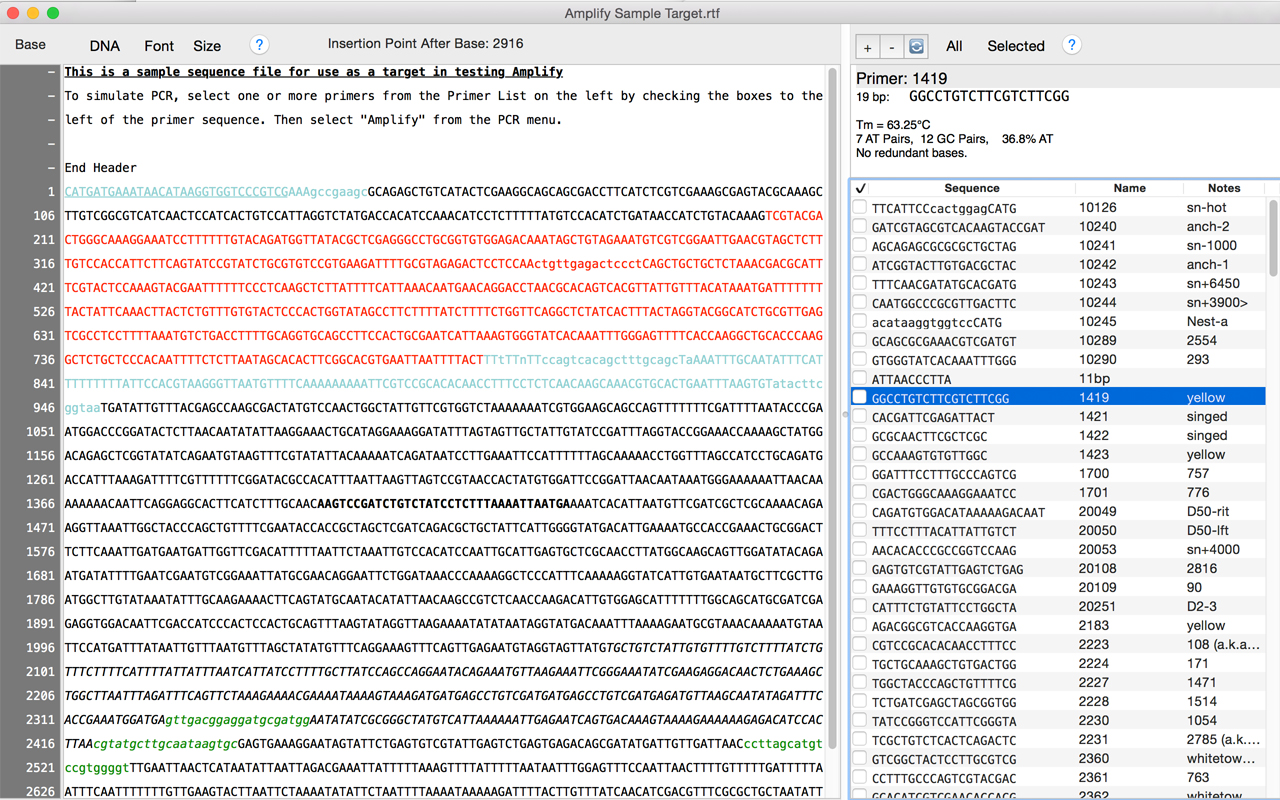 Amplify Sample Target.rtf
Base DNA Font Size ? Insertion Point After Base: 2916
This is a sample sequence file for use as a target in testing Amplify
To simulate PCR, select one or more primers from the Primer List on the left by checking the boxes to the
left of the primer sequence. Then select "Amplify" from the PCR menu.
End Header
1 CATGATGAAATAACATAAGGTGGTCCCGTCGAAAgccgaagcGCAGAGCTGTCATACTCGAAGGCAGCAGCGACCTTCATCTCGTCGAAAGCGAGTACGCAAAGC
106 TTGTCGGCGTCATCAACTCCATCACTGTCCATTAGGTCTATGACCACATCCAAACATCCTCTTTTTATGTCCACATCTGATAACCATCTGTACAAAGTCGTACGA
211 CTGGGCAAAGGAAATCCTTTTTTTGTACAGATGGTTATACGCTCGAGGGCCTGCGGTGTGGAGACAAATAGCTGTAGAAATGTCGTCGGAATTGAACGTAGCTCTT
316 TGTCCACCATTCTTCAGTATCCGTATCTGCGTGTCCGTGAAGATTTTGCGTAGAGACTCCTCCAActgttgagactccctCAGCTGCTGCTCTAAACGACGCATT
421 TCGTACTCCAAAGTACGAATTTTTTCCCTCAAGCTCTTATTTTCATTAAACAATGAACAGGACCTAACGCACAGTCACGTTATTGTTTACATAAATGATTTTTTT
526 TACTATTCAAACTTACTCTGTTTGTGTACTCCCACTGGTATAGCCTTCTTTTATCTTTTCTGGTTCAGGCTCTATCACTTTACTAGGTACGGCATCTGCGTTGAG
631 TCGCCTCCTTTTAAATGTCTGACCTTTTGCAGGTGCAGCCTTCCACTGCGAATCATTAAAGTGGGTATCACAAATTTGGGAGTTTTCACCAAGGCTGCACCCAAG
736 GCTCTGCTCCCACAATTTTCTCTTAATAGCACACTTCGGCACGTGAATTAATTTTACTTTtTTnTTccagtcacagctttgcagcTaAAATTTGCAATATTTCAT
841 TTTTTTTTTATTCCACGTAAGGGTTAATGTTTTCAAAAAAAAATTCGTCCGCACACAACCTTTCCTCTCAACAAGCAAACGTGCACTGAATTTAAGTGTatacttc
946 ggtaaTGATATTGTTTACGAGCCAAGCGACTATGTCCAACTGGCTATTGTTCGTGGTCTAAAAAAATCGTGGAAGCAGCCAGTTTTTTTCGATTTTAATACCCGA
1051 ATGGACCCGGATACTCTTAACAATATATTAAGGAAACTGCATAGGAAAGGATATTTAGTAGTTGCTATTGTATCCGATTTAGGTACCGGAAACCAAAAGCTATGG
1156 ACAGAGCTCGGTATATCAGAATGTAAGTTTCGTATATTACAAAAATCAGATAATCCTTGAAATTCCATTTTTTAGCAAAACCTGGTTTAGCCATCCTGCAGATG
1261 ACCATTTAAAGATTTTCGTTTTTTCGGATACGCCACATTTAATTAAGTTAGTCCGTAACCACTATGTGGATTCCGGATTAACAATAAATGGGAAAAAATTAACAA
1366 AAAAAACAATTCAGGAGGCACTTCATCTTTGCAACAAGTCCGATCTGTCTATCCTCTTTAAAATTAATGAAAATCACATTAATGTTCGATCGCTCGCAAAACAGA
1471 AGGTTAAATTGGCTACCCAGCTGTTTTCGAATACCACCGCTAGCTCGATCAGACGCTGCTATTCATTGGGGTATGACATTGAAAATGCCACCGAAACTGCGGACT
1576 TCTTCAAATTGATGAATGATTGGTTCGACATTTTTAATTCTAAATTGTCCACATCCAATTGCATTGAGTGCTCGCAACCTTATGGCAAGCAGTTGGATATACAGA
1681 ATGATATTTTGAATCGAATGTCGGAAATTATGCGAACAGGAATTCTGGATAAACCCAAAAGGCTCCCATTTCAAAAAGGTATCATTGTGAATAATGCTTCGCTTG
1786 ATGGCTTGTATAAATATTTGCAAGAAAACTTCAGTATGCAATACATATTAACAAGCCGTCTCAACCAAGACATTGTGGAGCATTTTTTTGGCAGCATGCGATCGA
1891 GAGGTGGACAATTCGACCATCCCACTCCACTGCAGTTTAAGTATAGGTTAAGAAAATATATAATAGGTATGACAAATTTAAAAGAATGCGTAAACAAAAATGTAA
1996 TTCCATGATTTATAATTGTTTAATGTTTAGCTATATGTTTCAGGAAAGTTTCAGTTGAGAATGTAGGTAGTTATGTGCTGTCTATTGTGTTTTGTCTTTTATCTG
2101 TTTCTTTTCATTTTATTATTTAATCATTATATCCTTTTGCTTATCCAGCCAGGAATACAGAAATGTTAAGAAATTCGGGAAATATCGAAGAGGACAACTCTGAAAGC
2206 TGGCTTAATTTAGATTTCAGTTCTAAAGAAAACGAAAATAAAAGTAAAGATGATGAGCCTGTCGATGATGAGCCTGTCGATGAGATGTTAAGCAATATAGATTTC
2311 ACCGAAATGGATGAgttgacggaggatgcgatggAATATATCGCGGGCTATGTCATTAAAAAATTGAGAATCAGTGACAAAGTAAAAGAAAAAAGAGACATCCAC
2416 TTAAcgtatgcttgcaataagtgcGAGTGAAAGGAATAGTATTCTGAGTGTCGTATTGAGTCTGAGTGAGACAGCGATATGATTGTTGATTAACccttagcatgt
2521 ccgtggggtTTGAATTAACTCATAATATTAATTAGACGAAATTATTTTTAAAGTTTTATTTTTAATAATTTGGAGTTTCCAATTAACTTTTGTTTTTGATTTTTA
2626 ATTTCAATTTTTTTGTTGAAGTACTTAATTCTAAAATATATTCTAATTTTAAAATAAAAAGATTTTACTTGTTTATCAACATCGACGTTTCGCGCTGCTAATATT
+ - All Selected ?
Primer: 1419
19 bp: GGCCTGTCTTCGTCTTCGG
Tm = 63.25°C
7 AT Pairs, 12 GC Pairs, 36.8% AT
No redundant bases.
✓ Sequence Name Notes
TTCATTCCcactggagCATG 10126 sn-hot
GATCGTAGCGTCACAAGTACCGAT 10240 anch-2
AGCAGAGCGCGCGCTGCTAG 10241 sn-1000
ATCGGTACTTGTGACGCTAC 10242 anch-1
TTTCAACGATATGCACGATG 10243 sn+6450
CAATGGCCCGCGTTGACTTC 10244 sn+3900>
acataaggtggtccCATG 10245 Nest-a
GCAGCGCGAAACGTCGATGT 10289 2554
GTGGGTATCACAAATTTGGG 10290 293
ATTAACCCTTA 11bp
GGCCTGTCTTCGTCTTCGG 1419 yellow
CACGATTCGAGATTACT 1421 singed
GCGCAACTTCGCTCGC 1422 singed
GCCAAAGTGTGTTGGC 1423 yellow
GGATTTCCTTTGCCCAGTCG 1700 757
CGACTGGGCAAAGGAAATCC 1701 776
CAGATGTGGACATAAAAAGACAAT 20049 D50-rit
TTTCCTTTACATTATTGTCT 20050 D50-lft
AACACACCCGCCGGTCCAAG 20053 sn+4000
GAGTGTCGTATTGAGTCTGAG 20108 2816
GAAAGGTTGTGTGCGGACGA 20109 90
CATTTCTGTATTCCTGGCTA 20251 D2-3
AGACGGCGTCACCAAGGTGA 2183 yellow
CGTCCGCACACAACCTTTCC 2223 108 (a.k.a...
TGCTGCAAAGCTGTGACTGG 2224 171
TGGCTACCCAGCTGTTTTCG 2227 1471
TCTGATCGAGCTAGCGGTGG 2228 1514
TATCCGGGTCCATTCGGGTA 2230 1054
TCGCTGTCTCACTCAGACTC 2231 2785 (a.k....
GTCGGCTACTCCTTGCGTCG 2360 whitetow...
CCTTTGCCCAGTCGTACGAC 2361 763
GCACATCGTGAACACCACG 2362 whitetow...